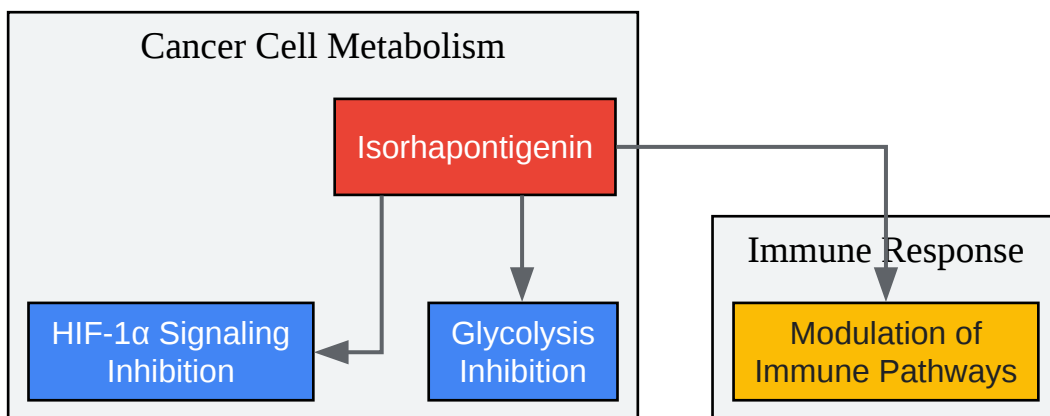 Cancer Cell Metabolism
Isorhapontigenin
Immune Response
HIF-1α Signaling
Inhibition
Glycolysis
Inhibition
Modulation of
Immune Pathways